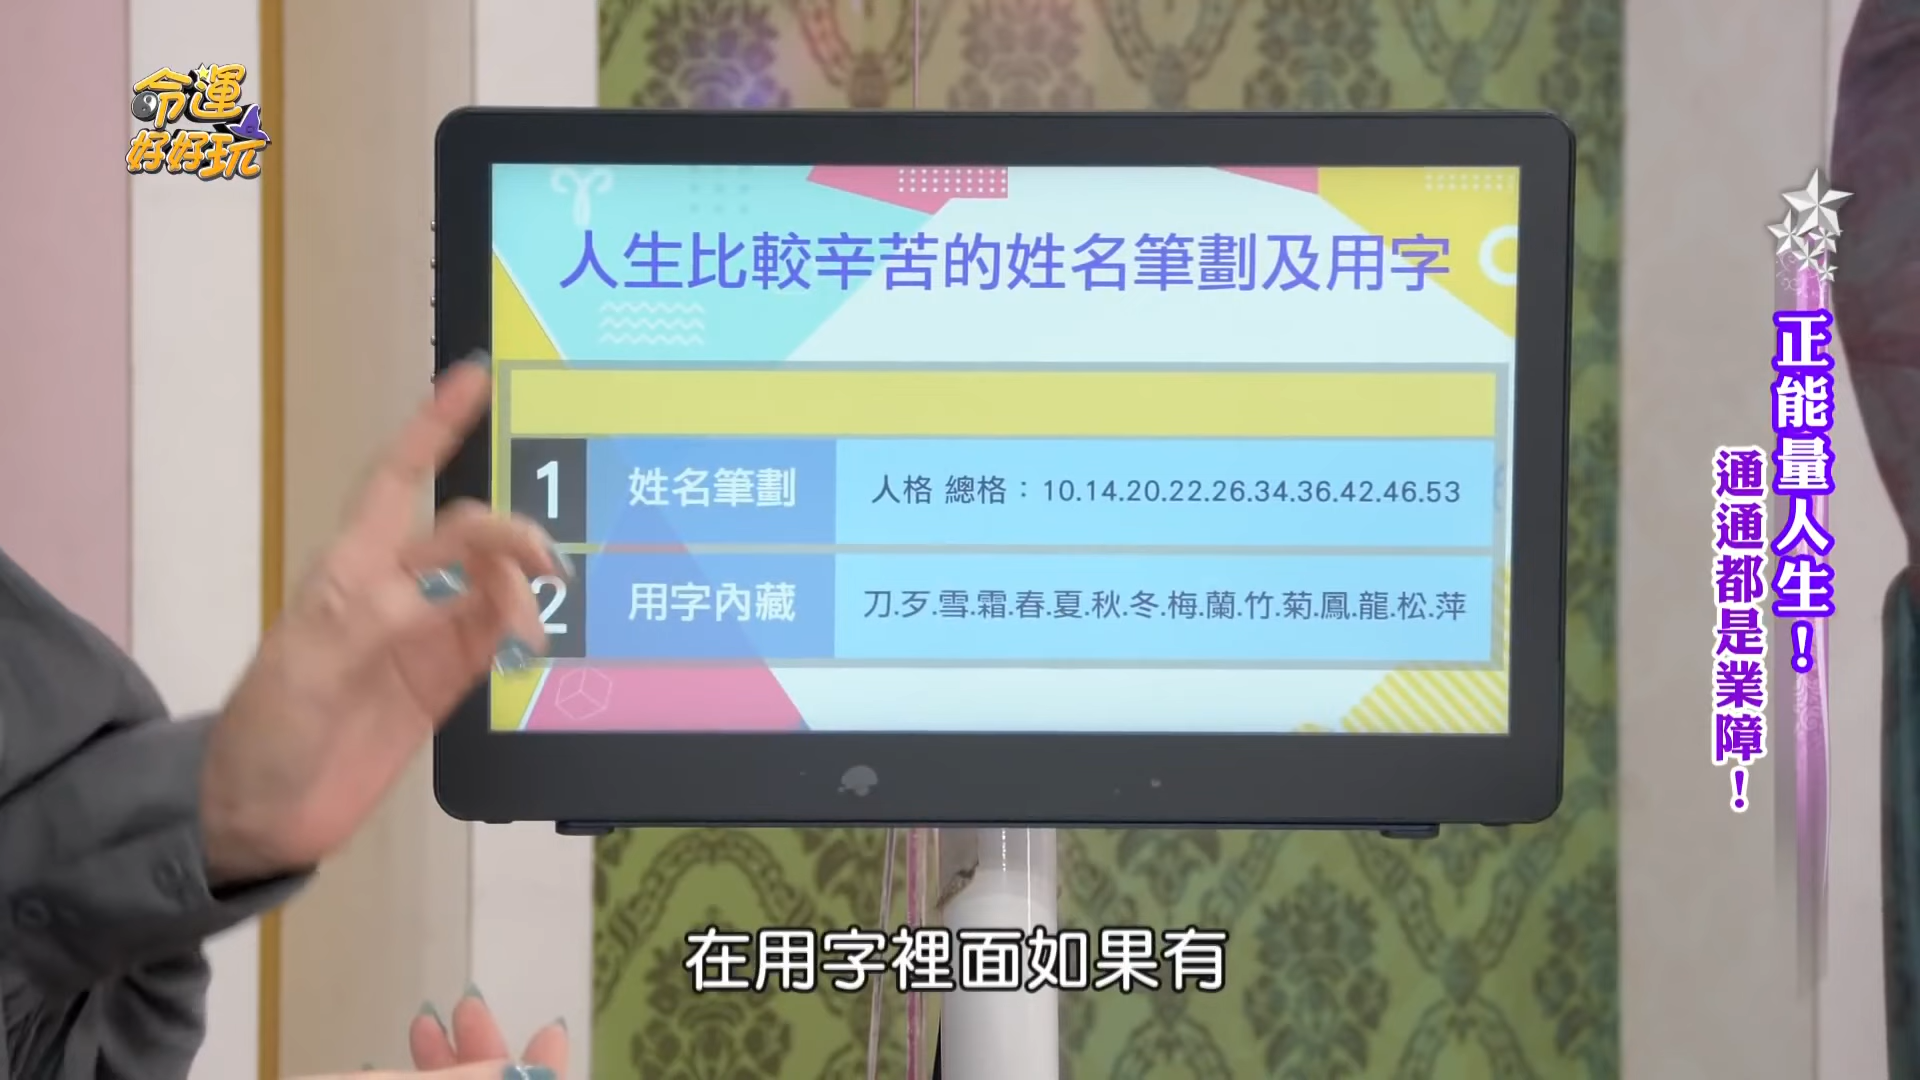 命運
好好玩
人生比較辛苦的姓名筆劃及用字
1 姓名筆劃 人格 總格：10.14.20.22.26.34.36.42.46.53
2 用字內藏 刀.歹.雪.霜.春.夏.秋.冬.梅.蘭.竹.菊.鳳.龍.松.萍
正能量人生！
通通都是業障！
在用字裡面如果有